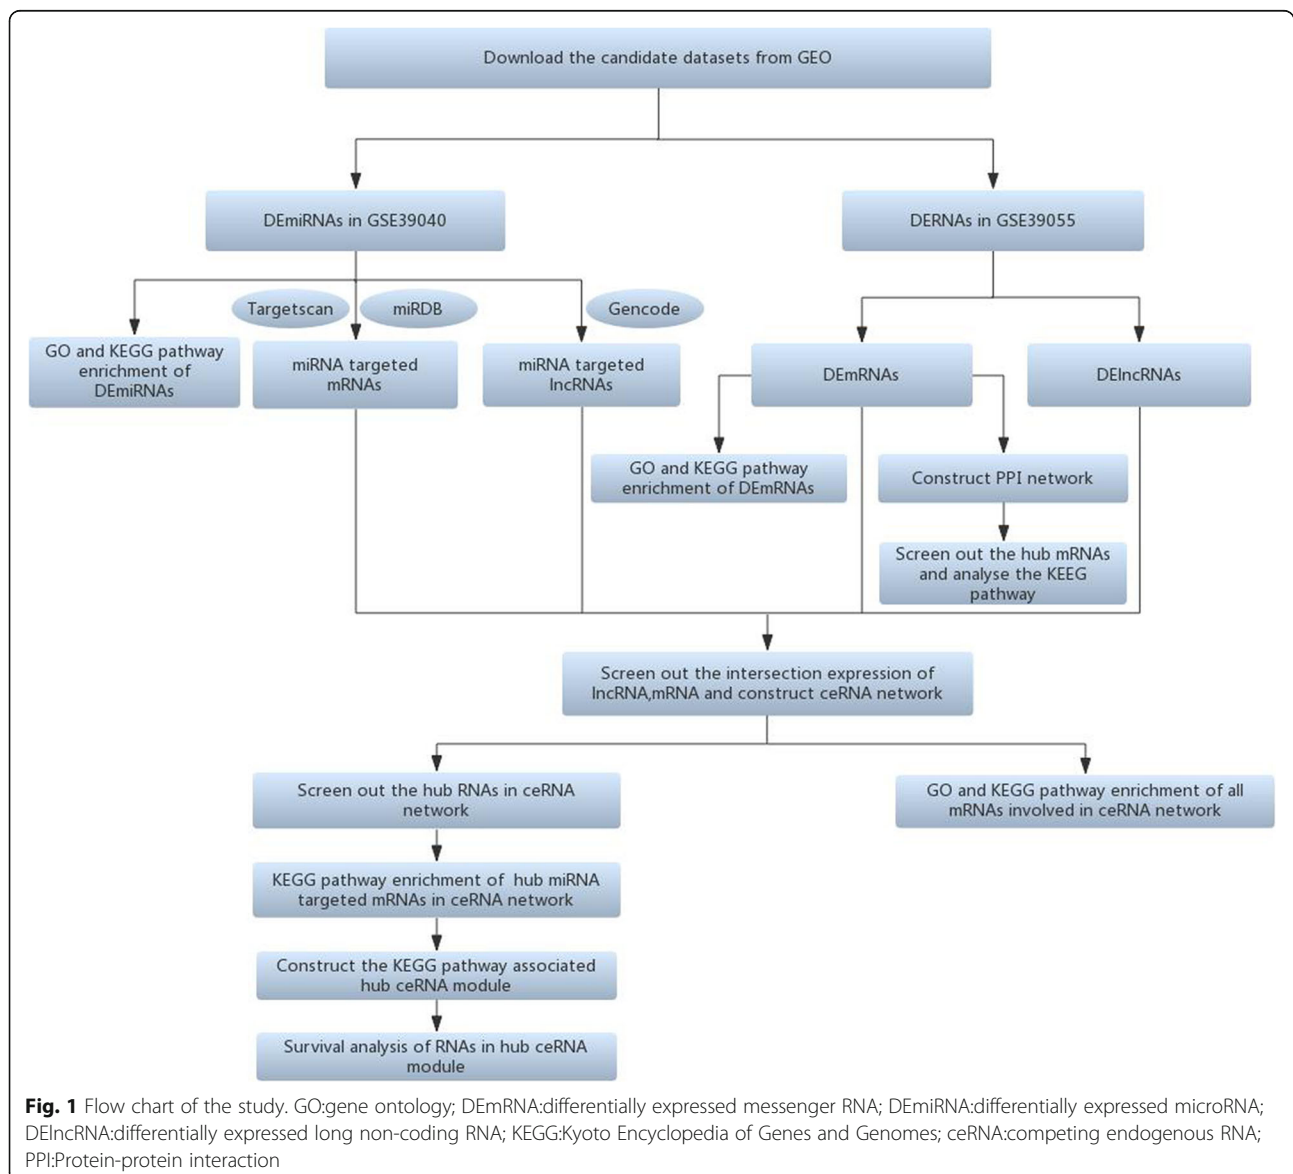 Download the candidate datasets from GEO
DEmiRNAs in GSE39040
DERNAs in GSE39055
Targetscan
miRDB
Gencode
GO and KEGG pathway
enrichment of
DEmiRNAs
miRNA targeted
mRNAs
miRNA targeted
lncRNAs
DEmRNAs
DElncRNAs
GO and KEGG pathway
enrichment of DEmRNAs
Construct PPI network
Screen out the hub mRNAs
and analyse the KEEG
pathway
Screen out the intersection expression of
lncRNA,mRNA and construct ceRNA network
Screen out the hub RNAs in ceRNA
network
GO and KEGG pathway enrichment of all
mRNAs involved in ceRNA network
KEGG pathway enrichment of hub miRNA
targeted mRNAs in ceRNA network
Construct the KEGG pathway associated
hub ceRNA module
Survival analysis of RNAs in hub ceRNA
module
Fig. 1 Flow chart of the study. GO:gene ontology; DEmRNA:differentially expressed messenger RNA; DEmiRNA:differentially expressed microRNA;
DElncRNA:differentially expressed long non-coding RNA; KEGG:Kyoto Encyclopedia of Genes and Genomes; ceRNA:competing endogenous RNA;
PPI:Protein-protein interaction